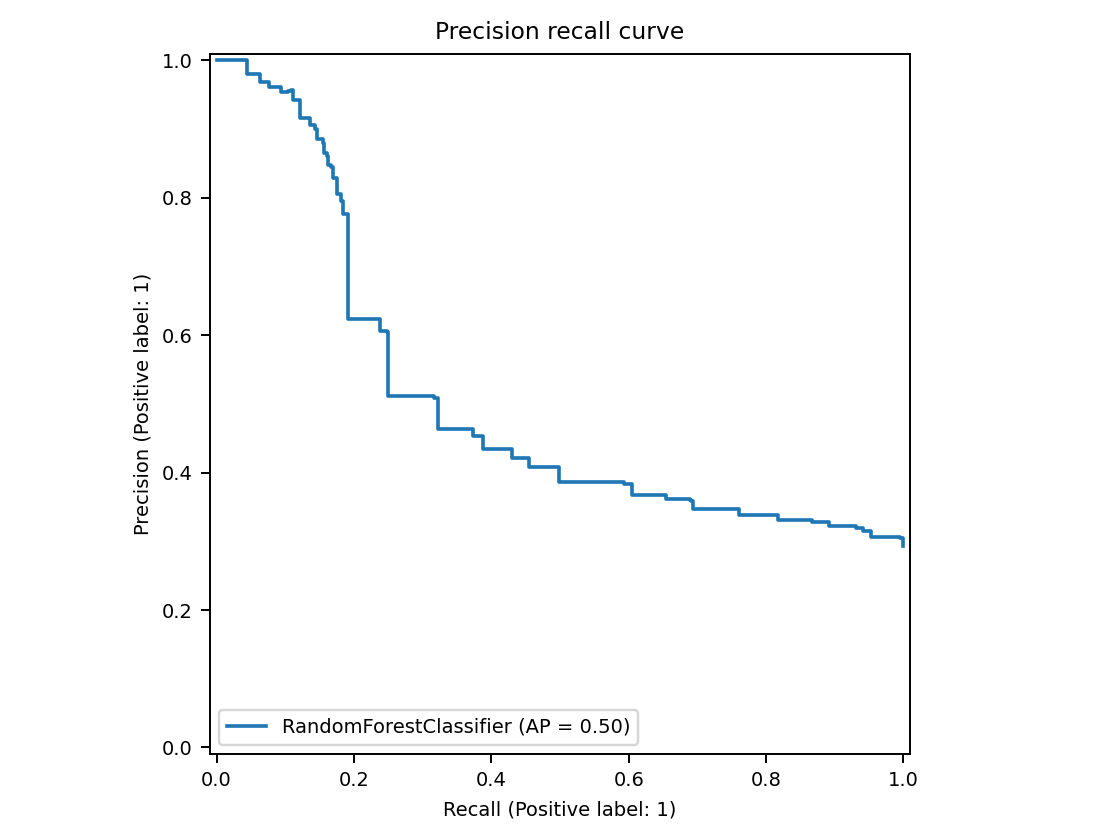 Precision recall curve
1.0
0.8
0.6
0.4
0.2
0.0
Precision (Positive label: 1)
RandomForestClassifier (AP = 0.50)
0.0 0.2 0.4 0.6 0.8 1.0
Recall (Positive label: 1)